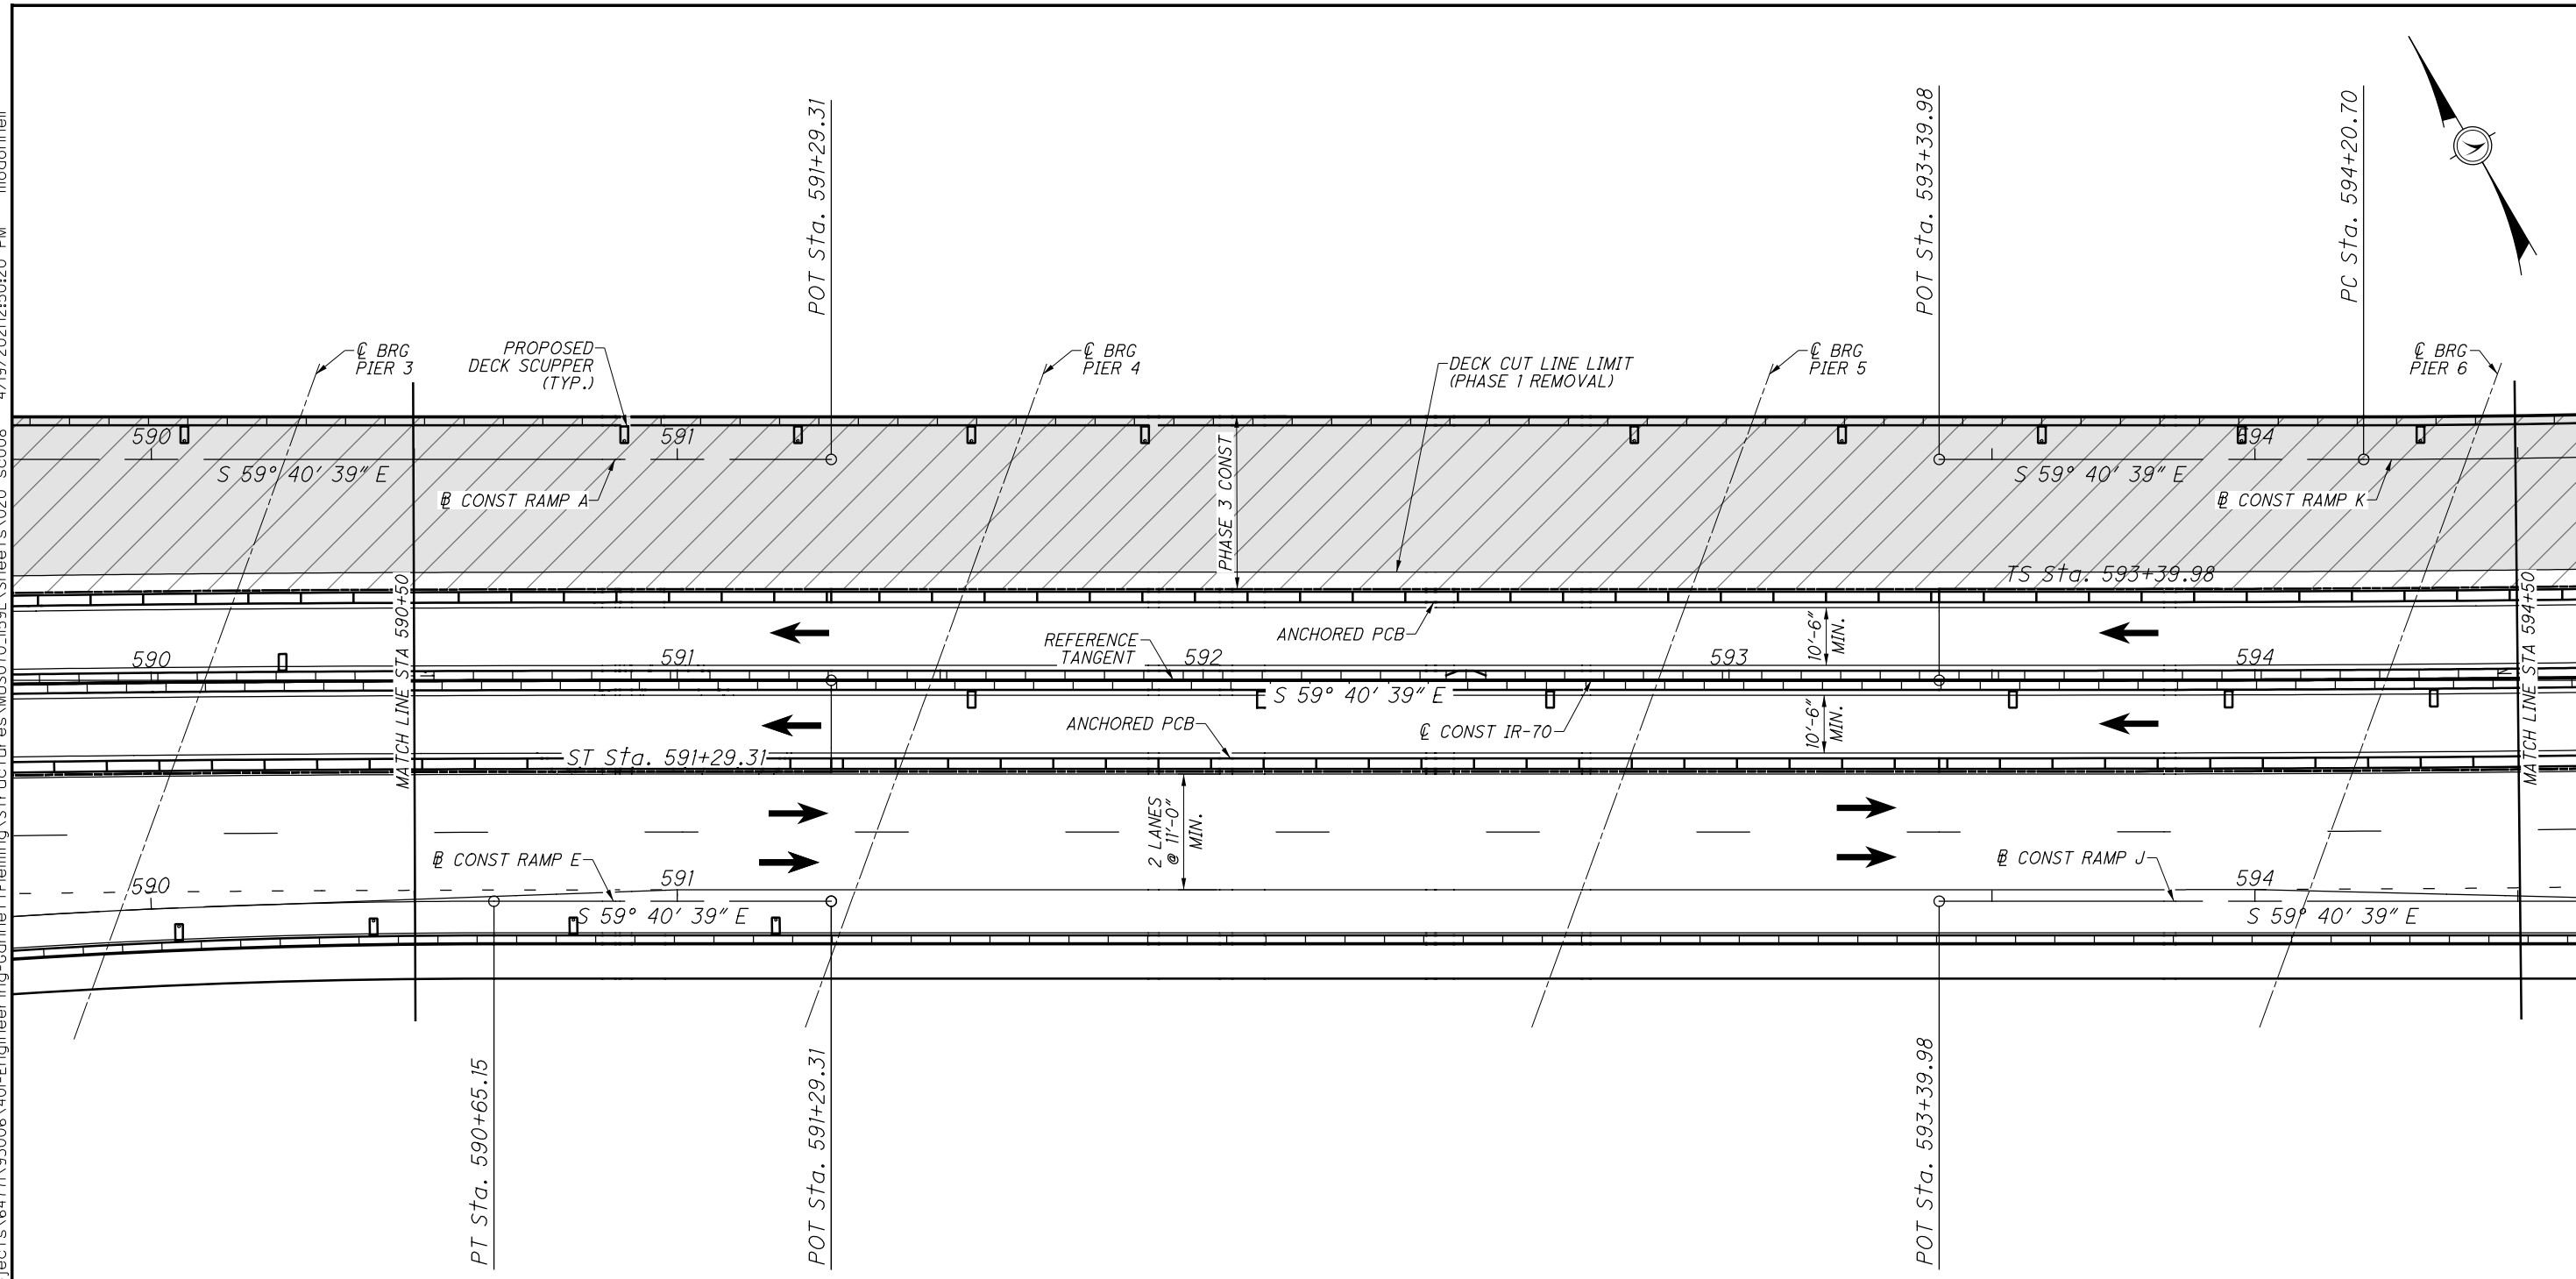 POT Sta. 591+29.31
POT Sta. 593+39.98
PC Sta. 594+20.70
℄ BRG
PIER 3
PROPOSED
DECK SCUPPER
(TYP.)
℄ BRG
PIER 4
DECK CUT LINE LIMIT
(PHASE 1 REMOVAL)
℄ BRG
PIER 5
℄ BRG
PIER 6
590
591
594
S 59° 40' 39" E
S 59° 40' 39" E
BL CONST RAMP A
PHASE 3 CONST
BL CONST RAMP K
TS Sta. 593+39.98
MATCH LINE STA 590+50
MATCH LINE STA 594+50
ANCHORED PCB
10'-6"
MIN.
REFERENCE
TANGENT
590
591
592
593
594
S 59° 40' 39" E
ANCHORED PCB
℄ CONST IR-70
10'-6"
MIN.
ST Sta. 591+29.31
2 LANES
@ 11'-0"
MIN.
BL CONST RAMP E
BL CONST RAMP J
590
591
594
S 59° 40' 39" E
S 59° 40' 39" E
PT Sta. 590+65.15
POT Sta. 591+29.31
POT Sta. 593+39.98